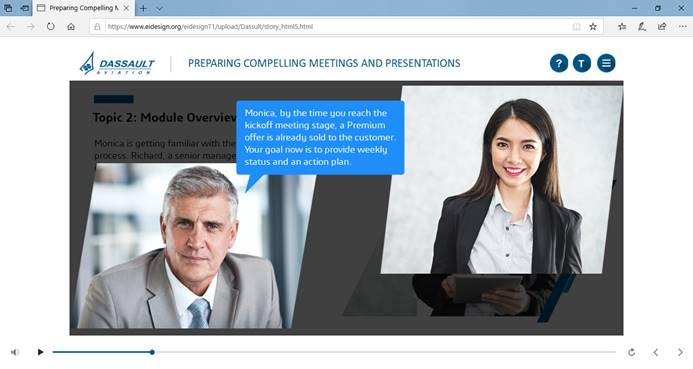 Preparing Compelling M
https://www.eidesign.org/eidesignT1/upload/Dassult/story_html5.html
DASSAULT
AVIATION
PREPARING COMPELLING MEETINGS AND PRESENTATIONS
?
T
Topic 2: Module Overview
Monica is getting familiar with the
process. Richard, a senior manage
Monica, by the time you reach the
kickoff meeting stage, a Premium
offer is already sold to the customer.
Your goal now is to provide weekly
status and an action plan.